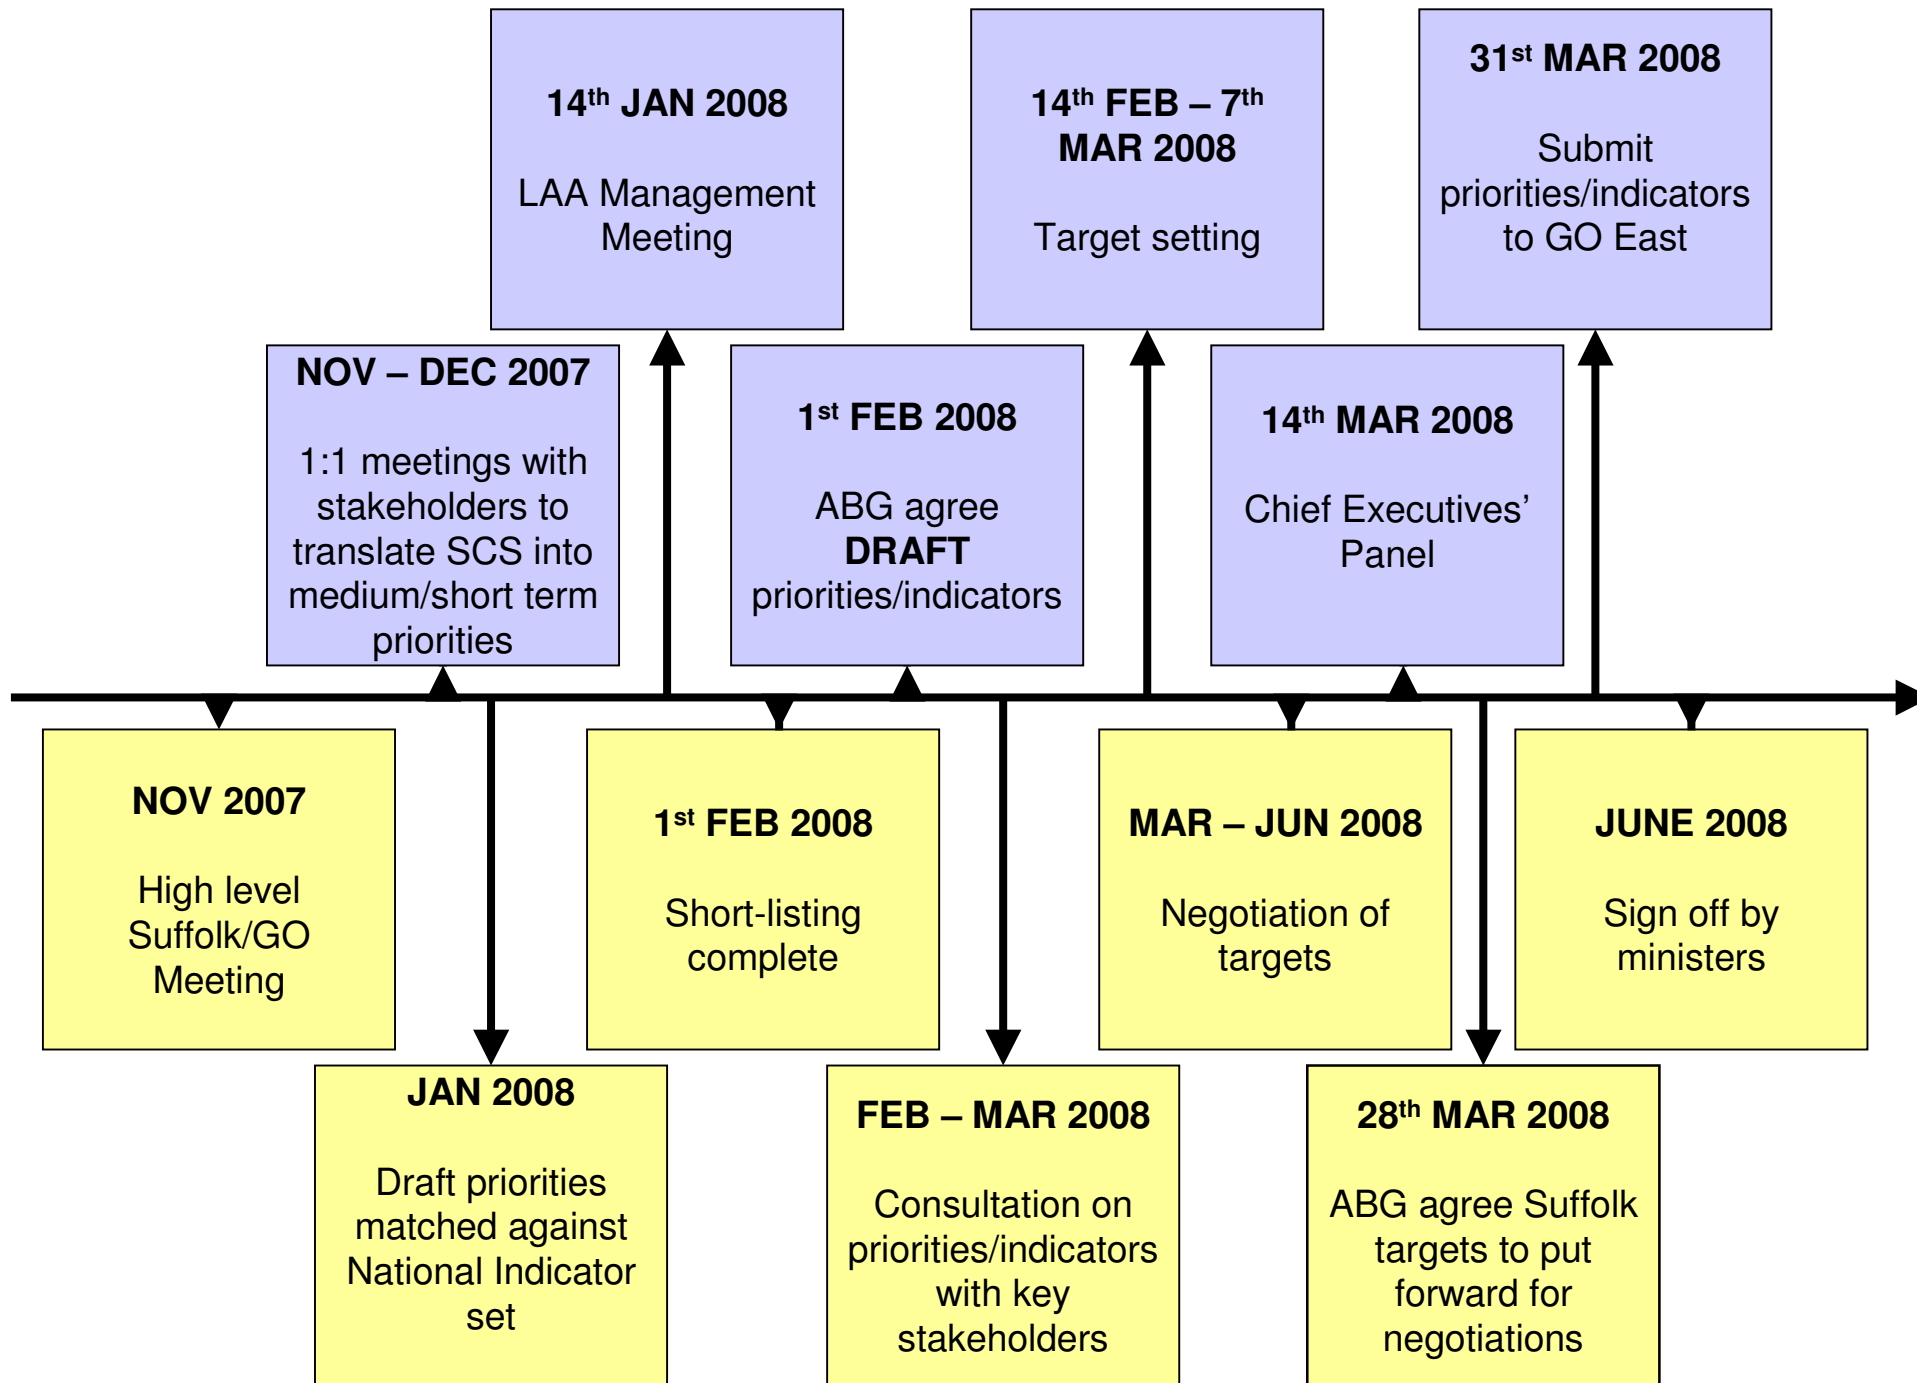 14th JAN 2008
LAA Management
Meeting
14th FEB – 7th
MAR 2008
Target setting
31st MAR 2008
Submit
priorities/indicators
to GO East
NOV – DEC 2007
1:1 meetings with
stakeholders to
translate SCS into
medium/short term
priorities
1st FEB 2008
ABG agree
DRAFT
priorities/indicators
14th MAR 2008
Chief Executives’
Panel
NOV 2007
High level
Suffolk/GO
Meeting
1st FEB 2008
Short-listing
complete
MAR – JUN 2008
Negotiation of
targets
JUNE 2008
Sign off by
ministers
JAN 2008
Draft priorities
matched against
National Indicator
set
FEB – MAR 2008
Consultation on
priorities/indicators
with key
stakeholders
28th MAR 2008
ABG agree Suffolk
targets to put
forward for
negotiations